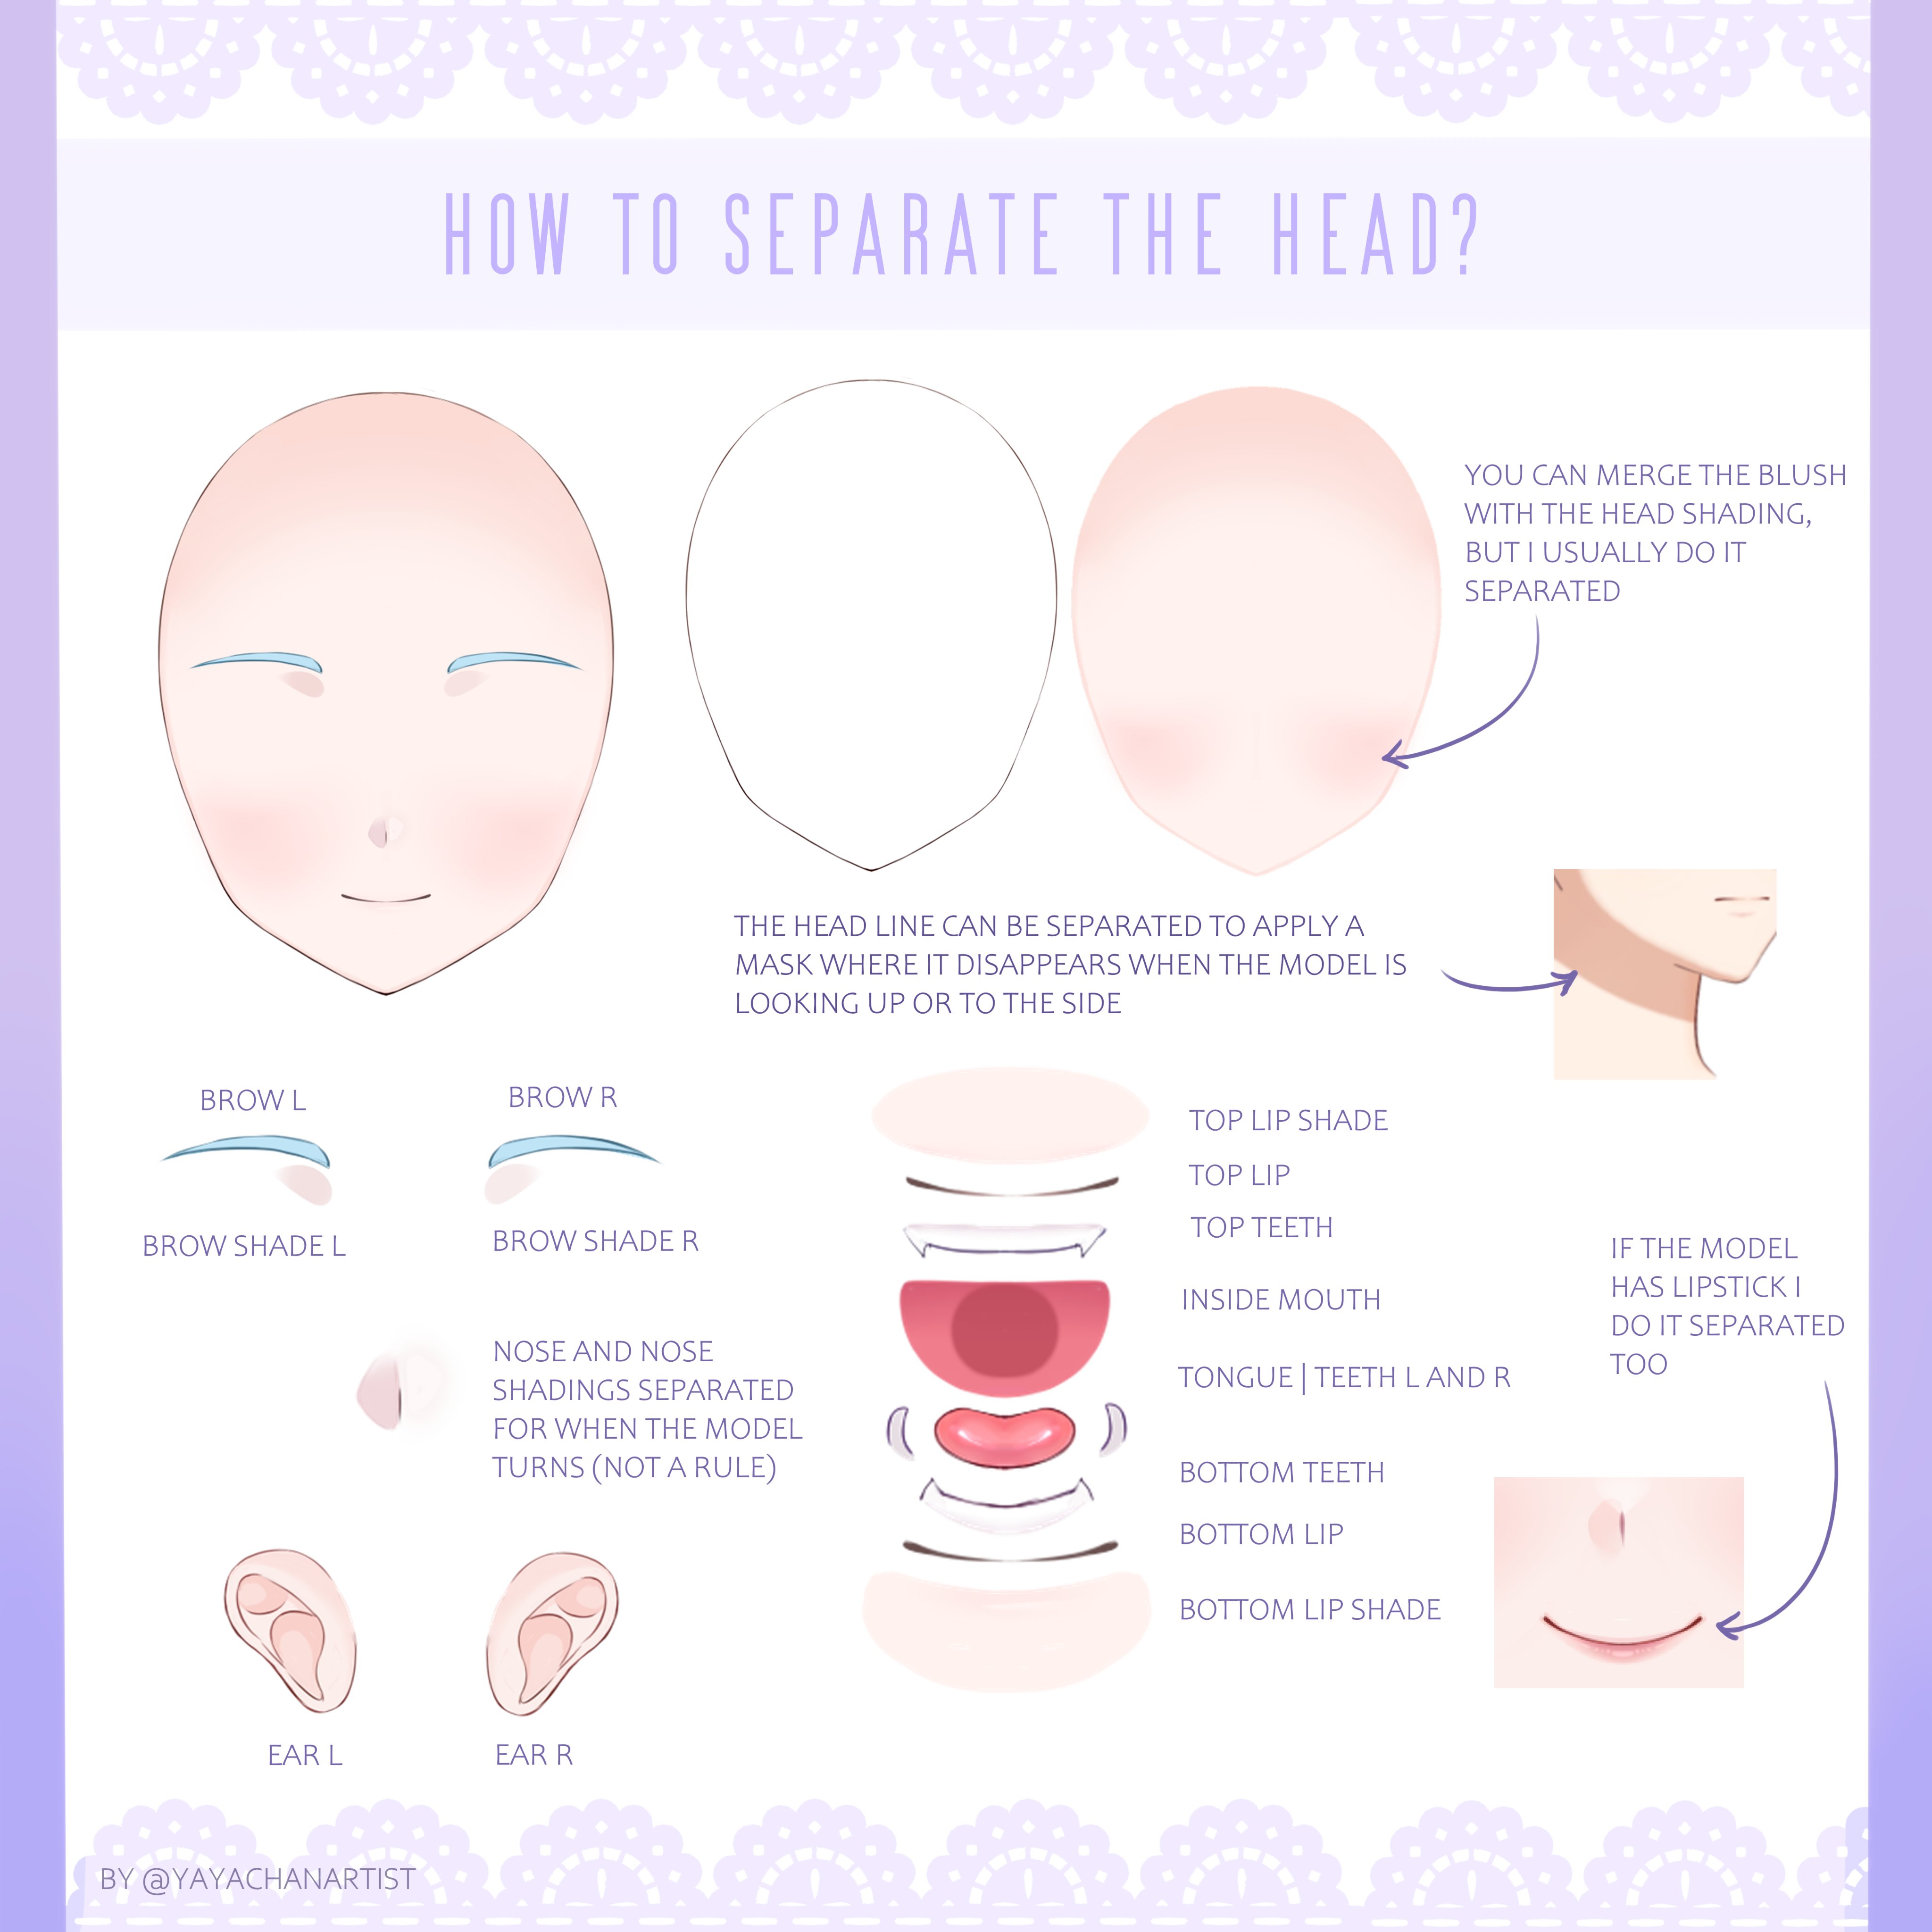 HOW TO SEPARATE THE HEAD?
YOU CAN MERGE THE BLUSH
WITH THE HEAD SHADING,
BUT I USUALLY DO IT
SEPARATED
THE HEAD LINE CAN BE SEPARATED TO APPLY A
MASK WHERE IT DISAPPEARS WHEN THE MODEL IS
LOOKING UP OR TO THE SIDE
BROW L
BROW R
BROW SHADE L
BROW SHADE R
NOSE AND NOSE
SHADINGS SEPARATED
FOR WHEN THE MODEL
TURNS (NOT A RULE)
EAR L
EAR R
TOP LIP SHADE
TOP LIP
TOP TEETH
INSIDE MOUTH
TONGUE | TEETH L AND R
BOTTOM TEETH
BOTTOM LIP
BOTTOM LIP SHADE
IF THE MODEL
HAS LIPSTICK I
DO IT SEPARATED
TOO
BY @YAYACHANARTIST